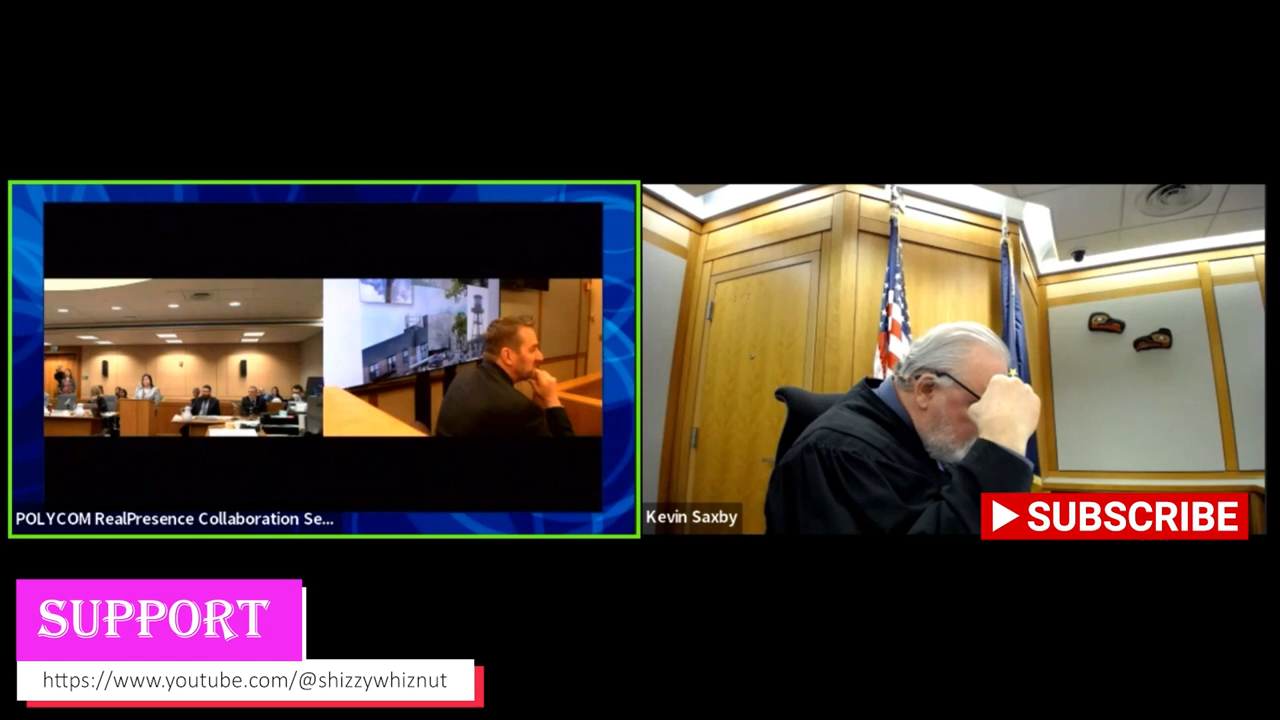 POLYCOM RealPresence Collaboration Se...
Kevin Saxby
SUBSCRIBE
SUPPORT
https://www.youtube.com/@shizzywhiznut